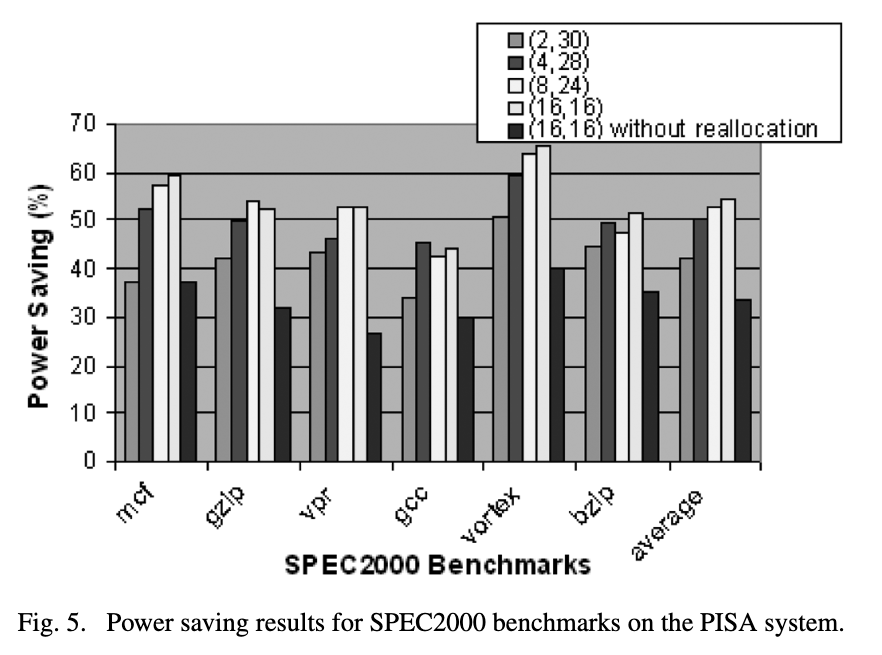 (2,30)
(4,28)
(8,24)
(16,16)
(16,16) without reallocation
70
60
50
40
30
20
10
0
Power Saving (%)
mcf
gzip
vpr
gcc
vortex
bzip
average
SPEC2000 Benchmarks
Fig. 5. Power saving results for SPEC2000 benchmarks on the PISA system.